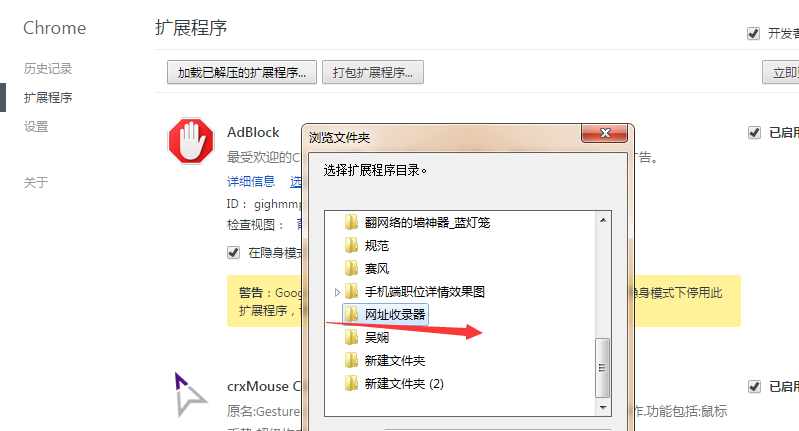 Chrome
扩展程序
开发者
历史记录
加载已解压的扩展程序...
打包扩展程序...
立即
扩展程序
设置
AdBlock
已启用
浏览文件夹
最受欢迎的C
告。
选择扩展程序目录。
详细信息
关于
ID： gighmmp
检查视图：
翻网络的墙神器_蓝灯笼
规范
在隐身模式
赛风
警告：Goog
手机端职位详情效果图
隐身模式下停用此
扩展程序，
网址收录器
吴娴
新建文件夹
新建文件夹 (2)
crxMouse C
已启用
原名:Gesture
作.功能包括:鼠标